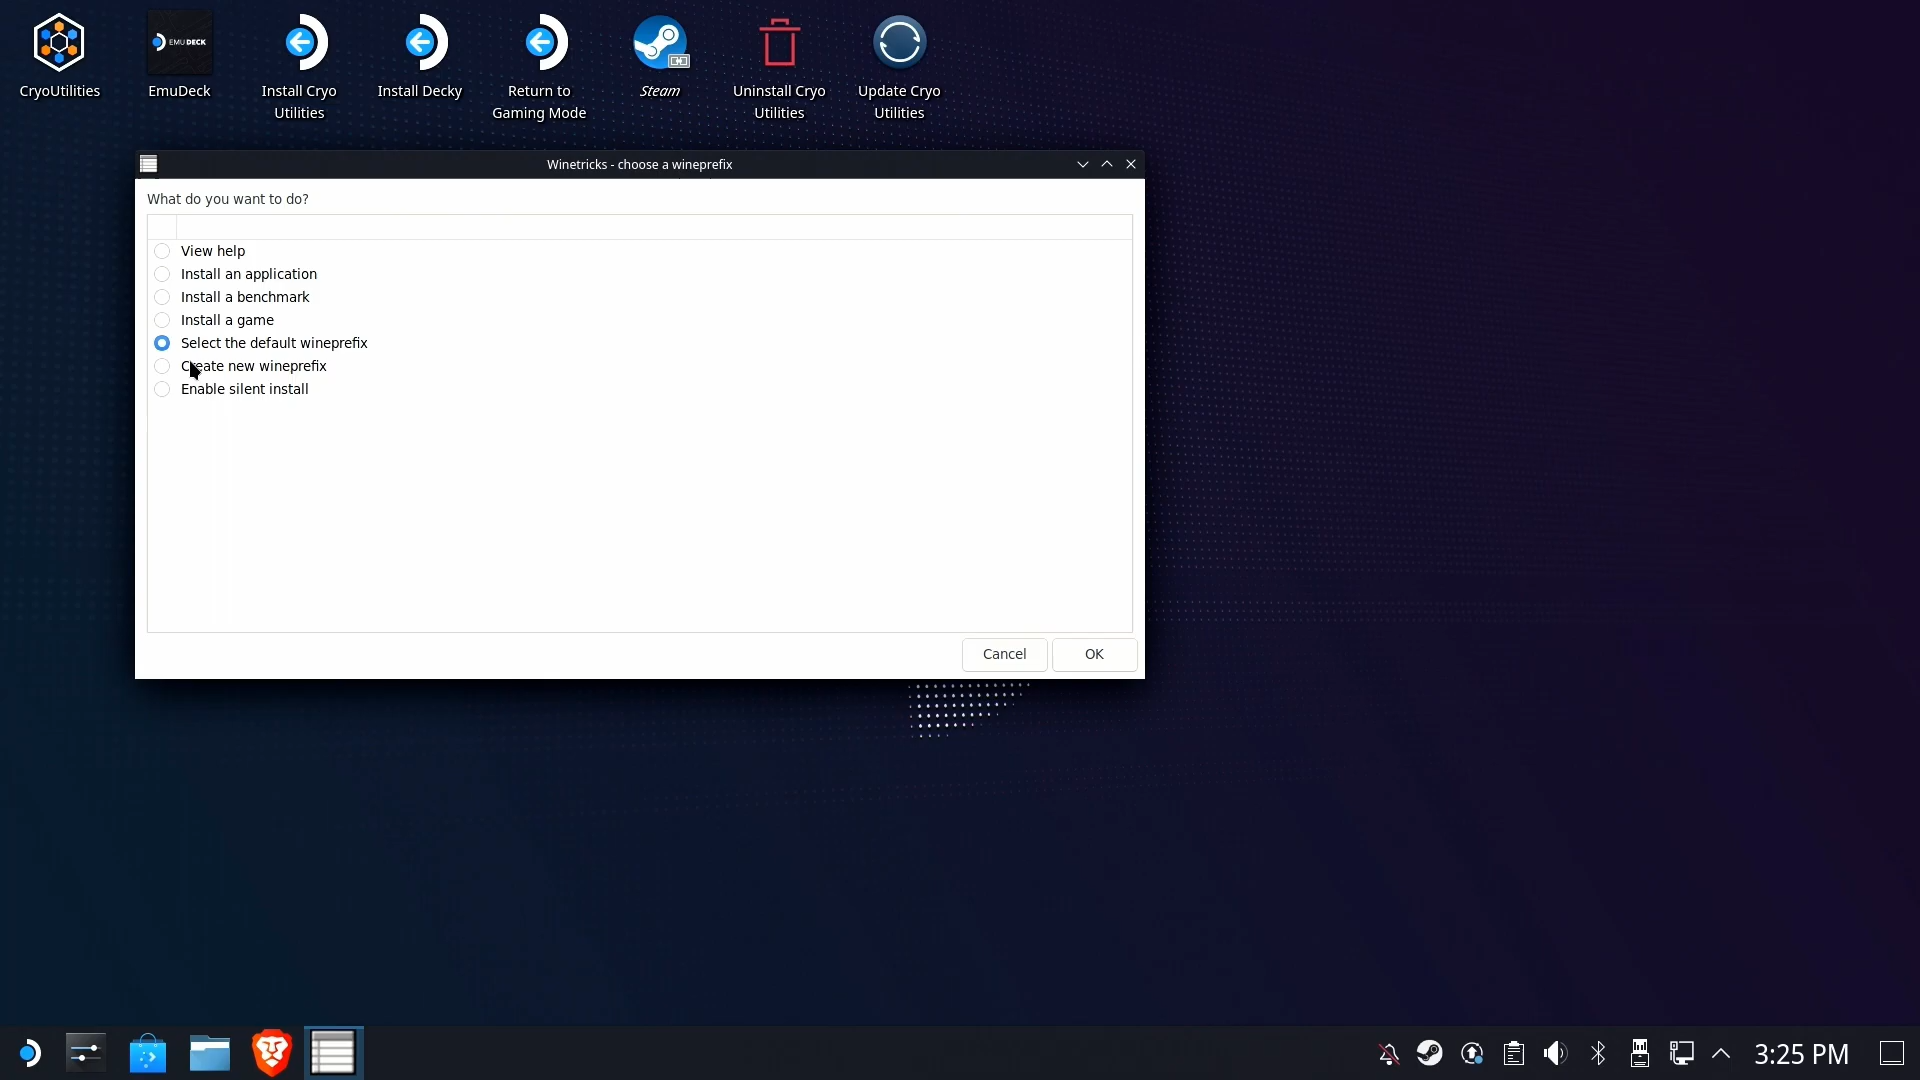 CryoUtilities
EMUDECK
EmuDeck
Install Cryo
Utilities
Install Decky
Return to
Gaming Mode
Steam
Uninstall Cryo
Utilities
Update Cryo
Utilities
Winetricks - choose a wineprefix
What do you want to do?
View help
Install an application
Install a benchmark
Install a game
Select the default wineprefix
Create new wineprefix
Enable silent install
Cancel
OK
3:25 PM